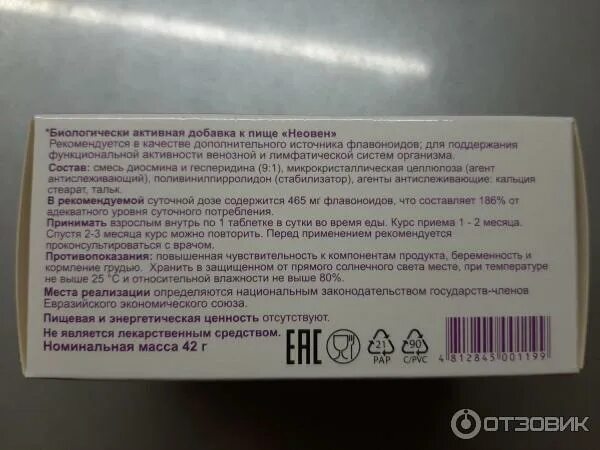 *Биологически активная добавка к пище «Неовен»
Рекомендуется в качестве дополнительного источника флавоноидов; для поддержания
функциональной активности венозной и лимфатической систем организма.
Состав: смесь диосмина и гесперидина (9:1), микрокристаллическая целлюлоза (агент
антислеживающий), поливинилпирролидон (стабилизатор), агенты антислеживающие: кальция
стеарат, тальк.
В рекомендуемой суточной дозе содержится 465 мг флавоноидов, что составляет 186% от
адекватного уровня суточного потребления.
Принимать взрослым внутрь по 1 таблетке в сутки во время еды. Курс приема 1 - 2 месяца.
Спустя 2-3 месяца курс можно повторить. Перед применением рекомендуется
проконсультироваться с врачом.
Противопоказания: повышенная чувствительность к компонентам продукта, беременность и
кормление грудью. Хранить в защищенном от прямого солнечного света месте, при температуре
не выше 25 °С и относительной влажности не выше 80%.
Места реализации определяются национальным законодательством государств-членов
Евразийского экономического союза.
Пищевая и энергетическая ценность отсутствуют.
Не является лекарственным средством.
Номинальная масса 42 г
EAC
21
PAP
90
C/PVC
4 812845 001199
ОТЗОВИК